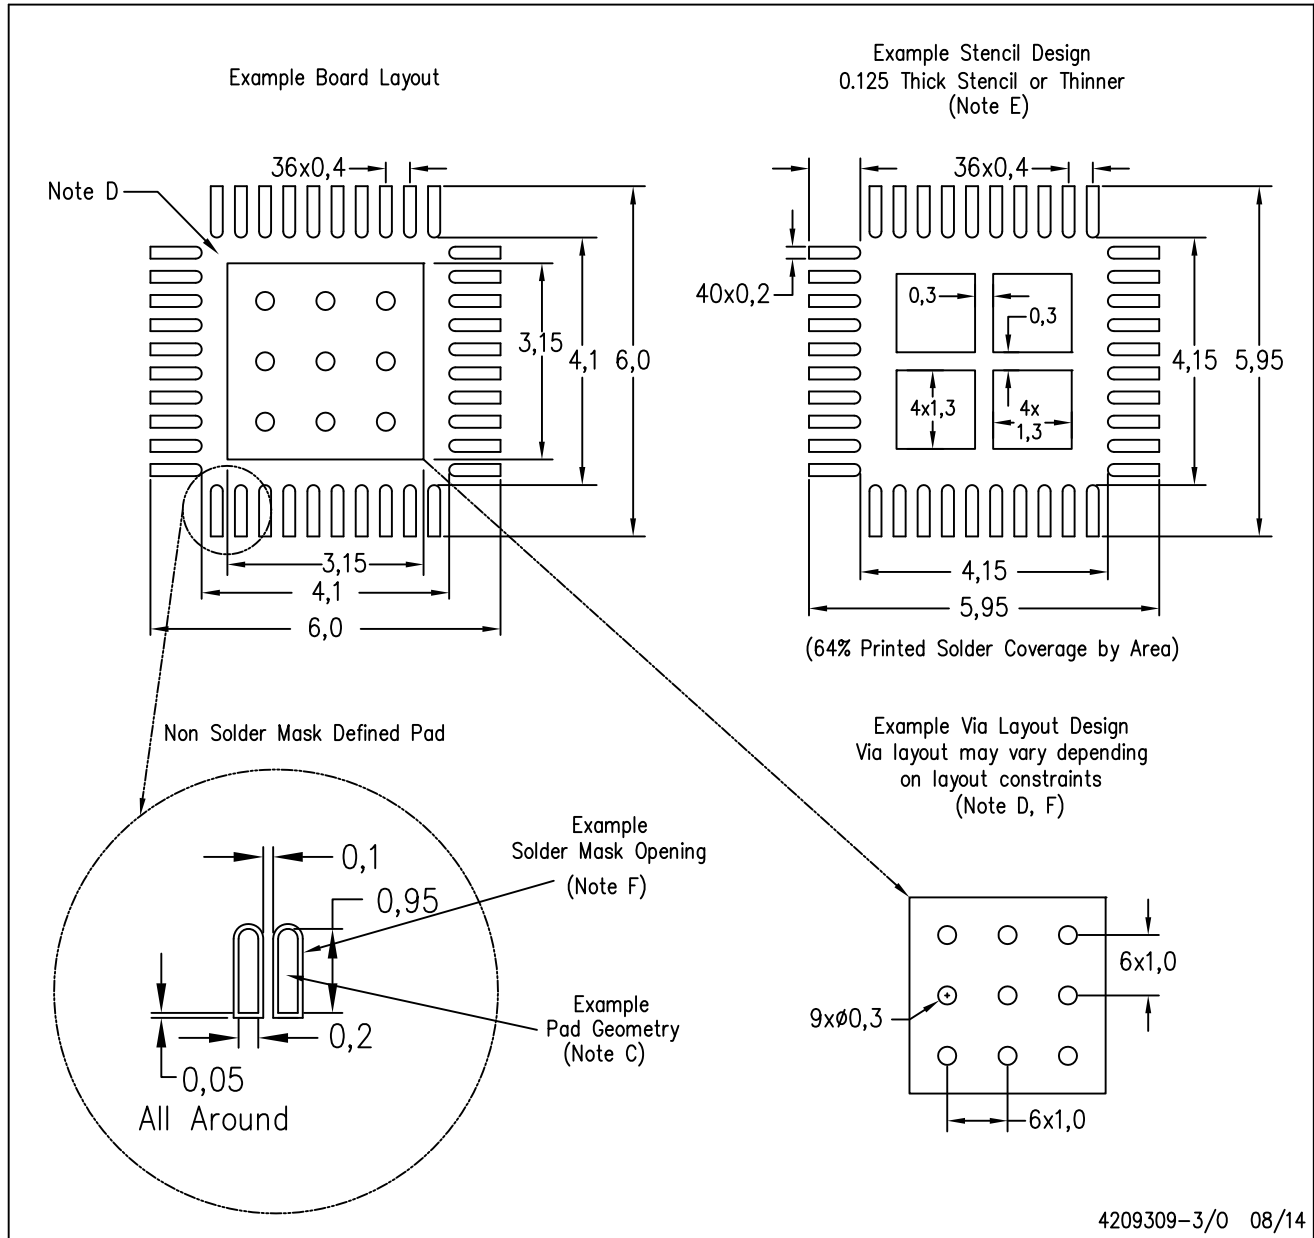 Example Board Layout
36x0,4
Note D
3,15
4,1
6,0
3,15
4,1
6,0
Example Stencil Design
0.125 Thick Stencil or Thinner
(Note E)
36x0,4
40x0,2
0,3
0,3
4x1,3
4x
1,3
4,15
5,95
4,15
5,95
(64% Printed Solder Coverage by Area)
Non Solder Mask Defined Pad
0,1
0,95
0,2
0,05
All Around
Example
Solder Mask Opening
(Note F)
Example
Pad Geometry
(Note C)
Example Via Layout Design
Via layout may vary depending
on layout constraints
(Note D, F)
6x1,0
9xø0,3
6x1,0
4209309-3/O 08/14